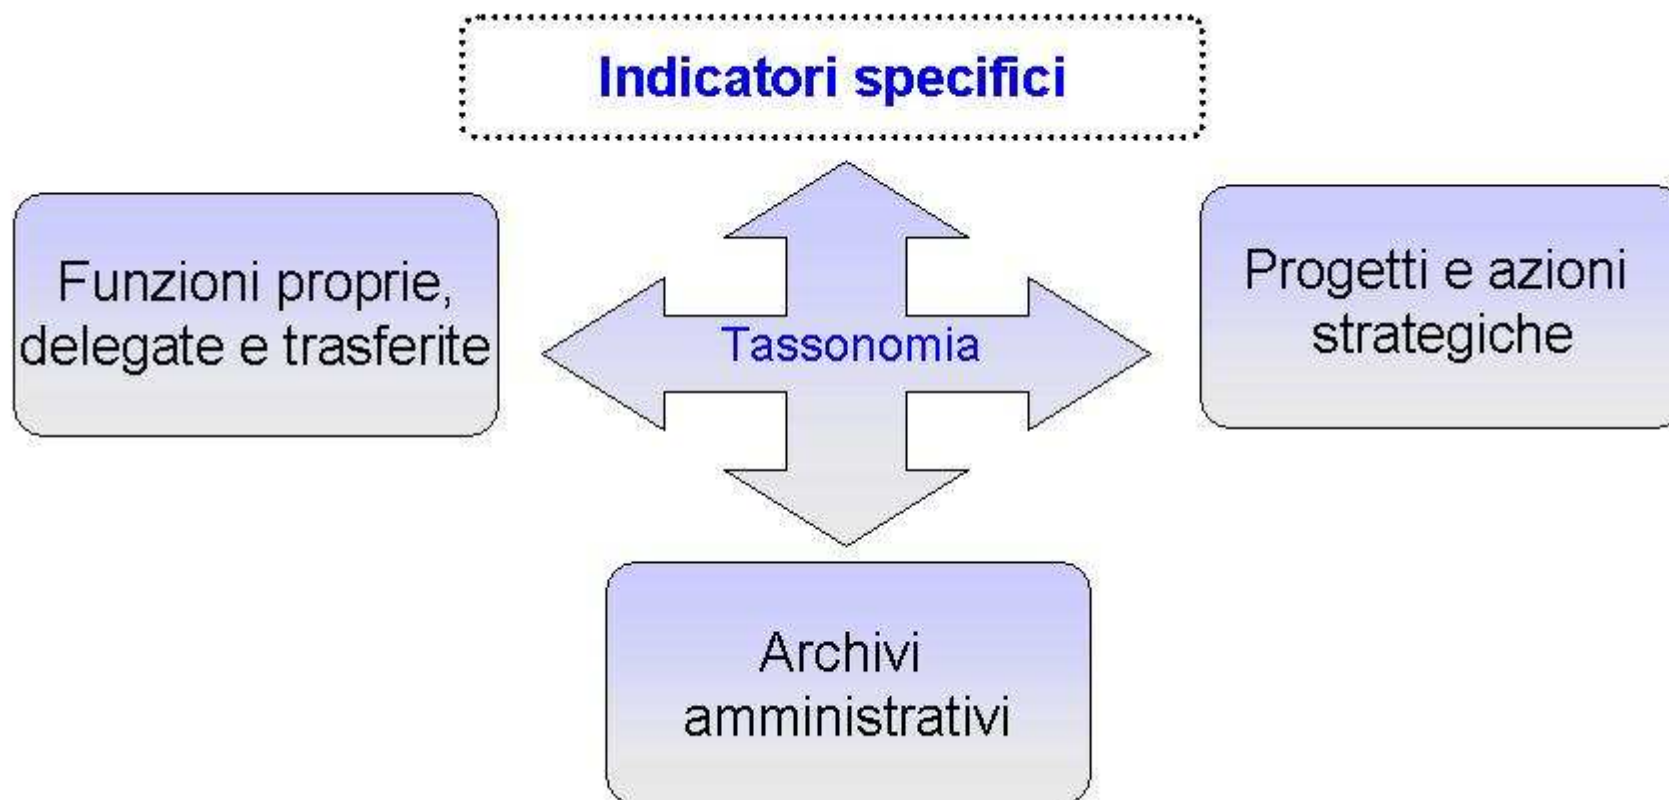 Indicatori specifici
Funzioni proprie,
delegate e trasferite
Tassonomia
Progetti e azioni
strategiche
Archivi
amministrativi